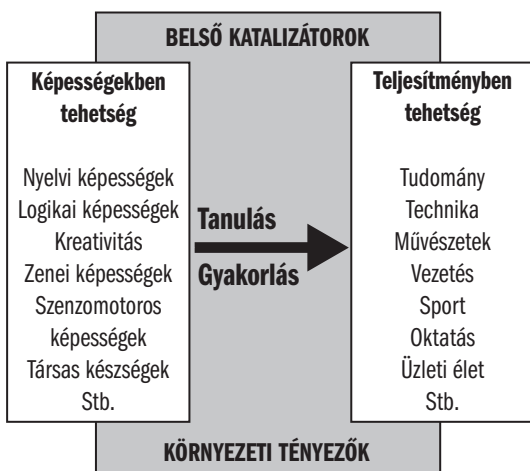 BELSŐ KATALIZÁTOROK
Képességekben
tehetség
Nyelvi képességek
Logikai képességek
Kreativitás
Zenei képességek
Szenzomotoros
képességek
Társas készségek
Stb.
Tanulás
Gyakorlás
Teljesítményben
tehetség
Tudomány
Technika
Művészetek
Vezetés
Sport
Oktatás
Üzleti élet
Stb.
KÖRNYEZETI TÉNYEZŐK